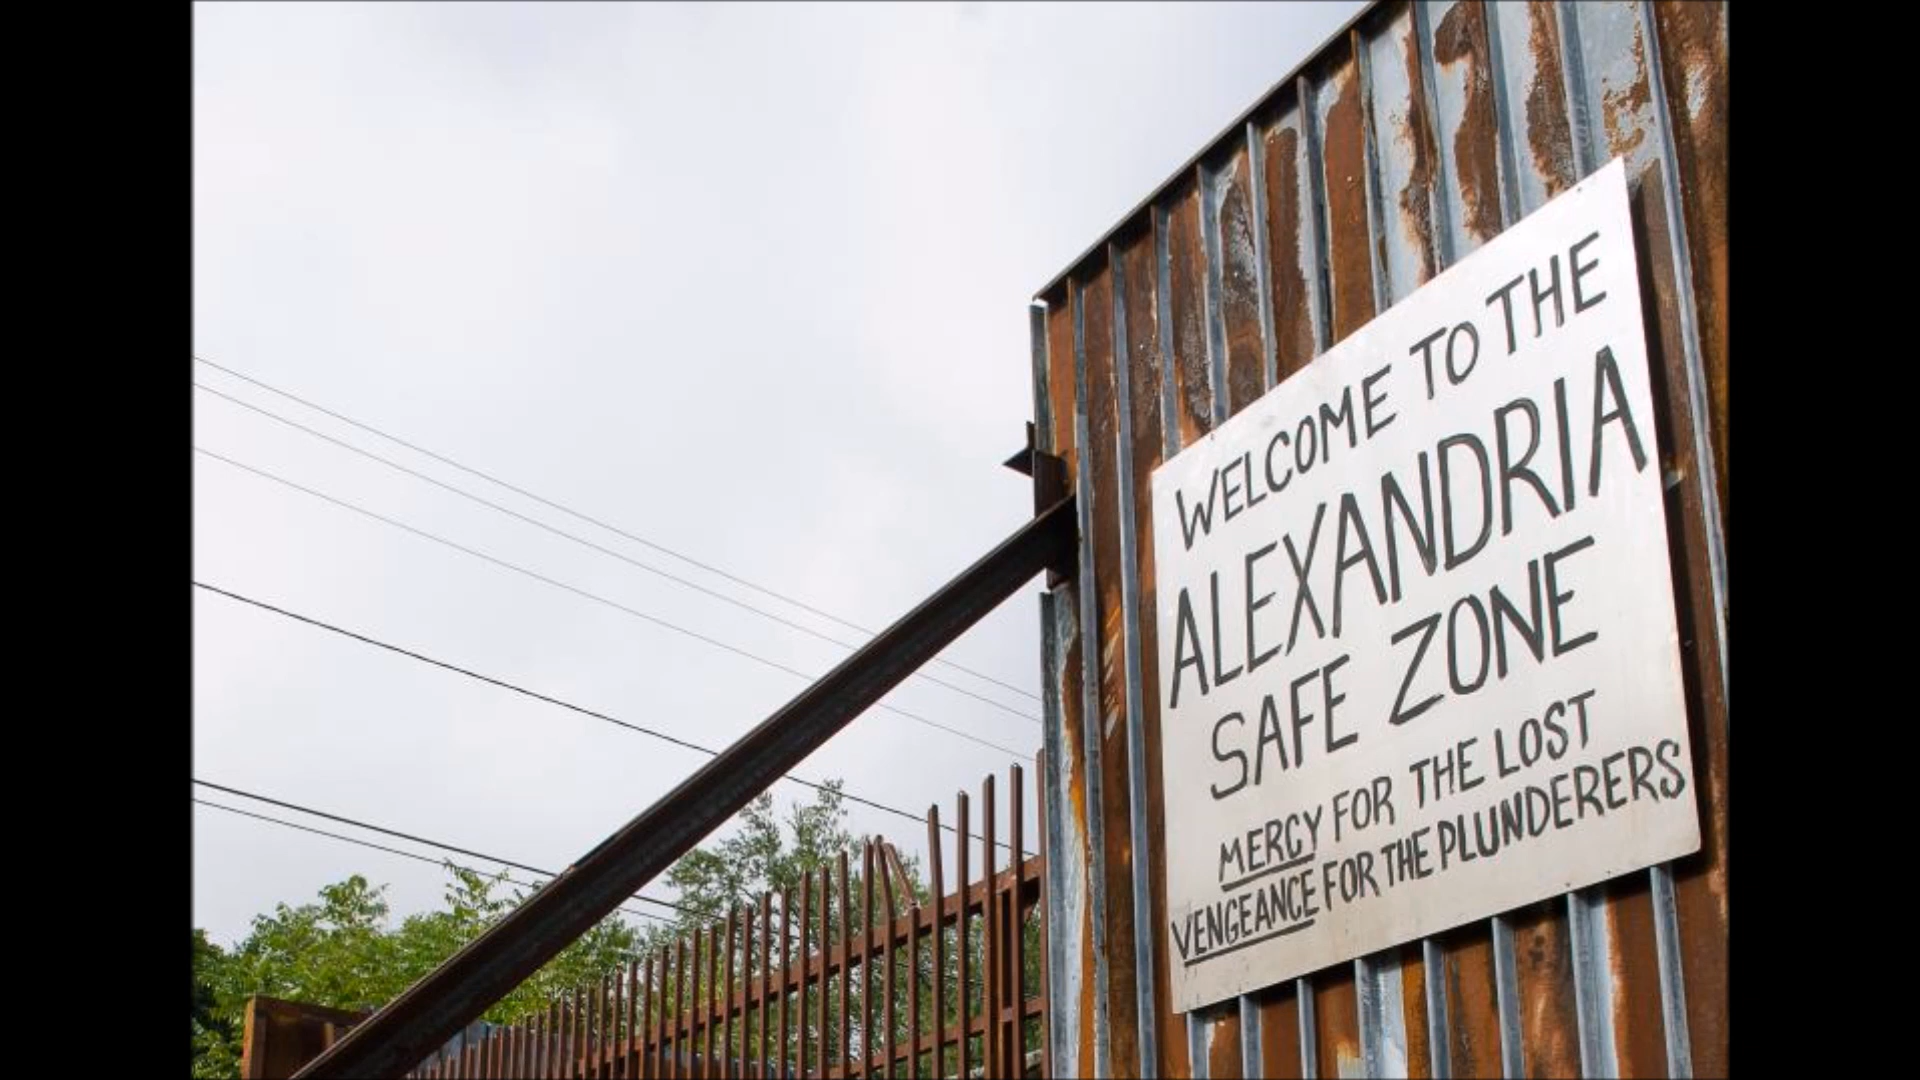 WELCOME TO THE
ALEXANDRIA
SAFE ZONE
MERCY FOR THE LOST
VENGEANCE FOR THE PLUNDERERS